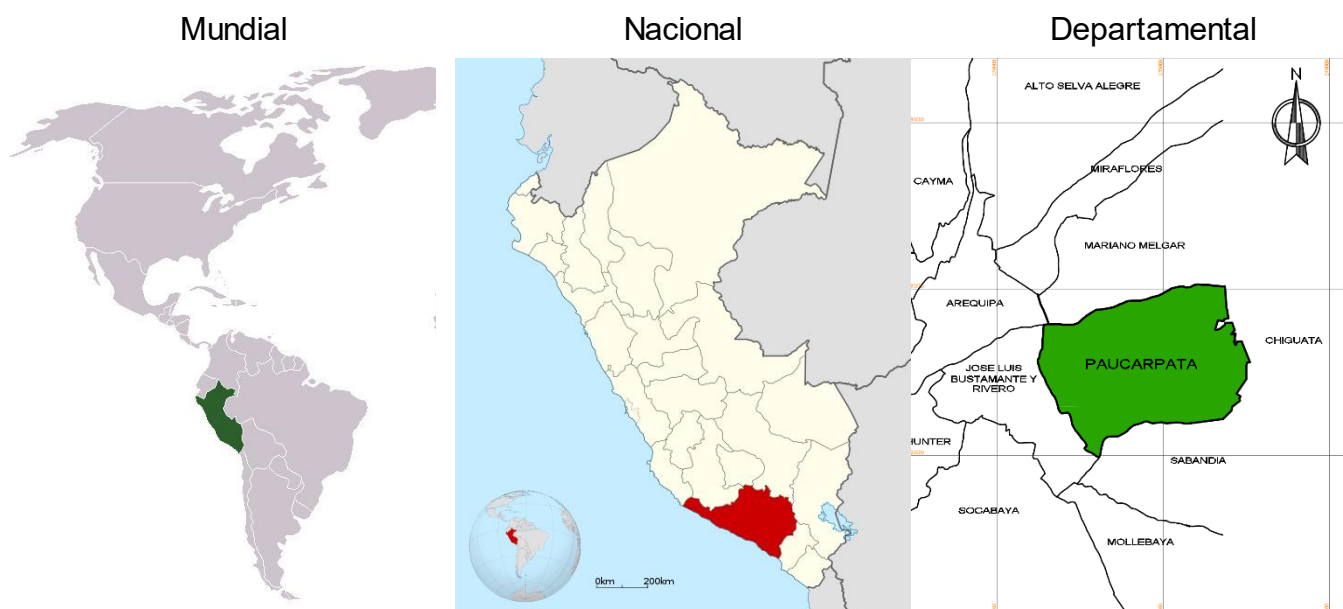 Mundial
Nacional
Departamental
0km
200km
N
ALTO SELVA ALEGRE
MIRAFLORES
CAYMA
MARIANO MELGAR
AREQUIPA
CHIGUATA
PAUCARPATA
JOSE LUIS
BUSTAMANTE Y
RIVERO
HUNTER
SABANDIA
SOCABAYA
MOLLEBAYA